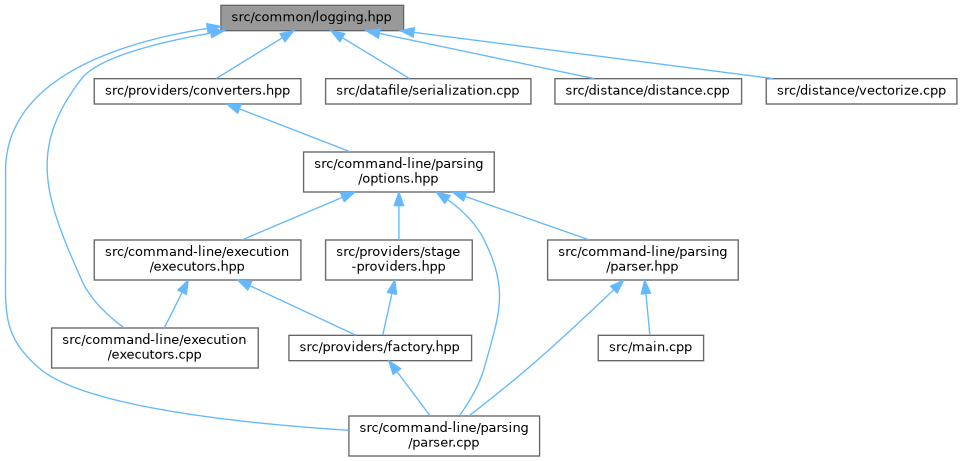 src/common/logging.hpp
src/providers/converters.hpp
src/datafile/serialization.cpp
src/distance/distance.cpp
src/distance/vectorize.cpp
src/command-line/parsing
/options.hpp
src/command-line/execution
/executors.hpp
src/providers/stage
-providers.hpp
src/command-line/parsing
/parser.hpp
src/command-line/execution
/executors.cpp
src/providers/factory.hpp
src/main.cpp
src/command-line/parsing
/parser.cpp